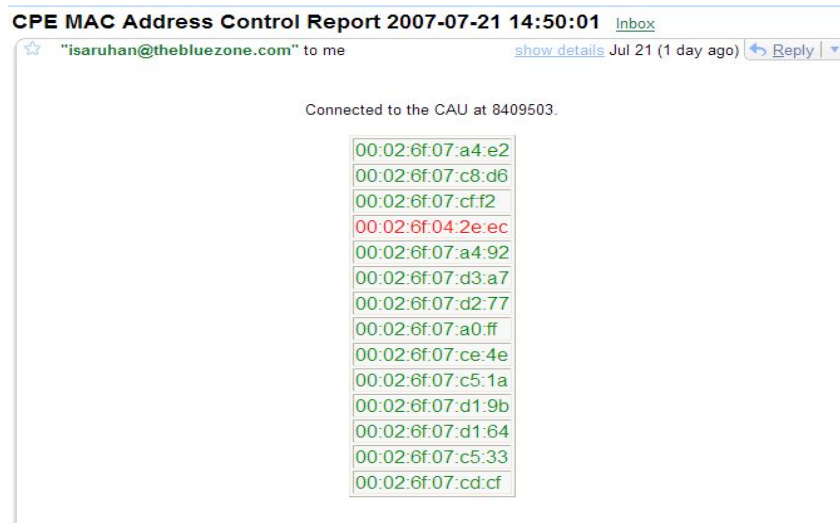 CPE MAC Address Control Report 2007-07-21 14:50:01 Inbox
"isaruhan@thebluezone.com" to me show details Jul 21 (1 day ago) Reply
Connected to the CAU at 8409503.
00:02:6f:07:a4:e2
00:02:6f:07:c8:d6
00:02:6f:07:cf:f2
00:02:6f:04:2e:ec
00:02:6f:07:a4:92
00:02:6f:07:d3:a7
00:02:6f:07:d2:77
00:02:6f:07:a0:ff
00:02:6f:07:ce:4e
00:02:6f:07:c5:1a
00:02:6f:07:d1:9b
00:02:6f:07:d1:64
00:02:6f:07:c5:33
00:02:6f:07:cd:cf